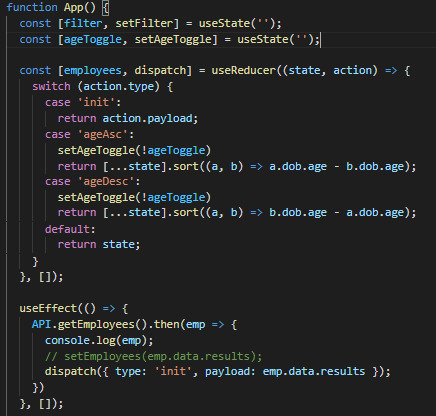 function App() {
  const [filter, setFilter] = useState('');
  const [ageToggle, setAgeToggle] = useState('');

  const [employees, dispatch] = useReducer((state, action) => {
    switch (action.type) {
      case 'init':
        return action.payload;
      case 'ageAsc':
        setAgeToggle(!ageToggle)
        return [...state].sort((a, b) => a.dob.age - b.dob.age);
      case 'ageDesc':
        setAgeToggle(!ageToggle)
        return [...state].sort((a, b) => b.dob.age - a.dob.age);
      default:
        return state;
    }
  }, []);

  useEffect(() => {
    API.getEmployees().then(emp => {
      console.log(emp);
      // setEmployees(emp.data.results);
      dispatch({ type: 'init', payload: emp.data.results });
    })
  }, []);